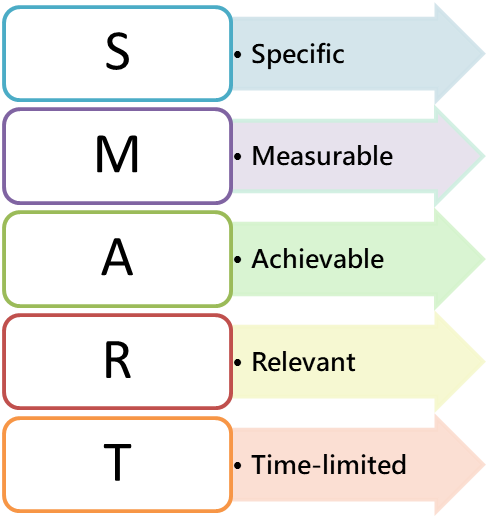 S
• Specific
M
• Measurable
A
• Achievable
R
• Relevant
T
• Time-limited